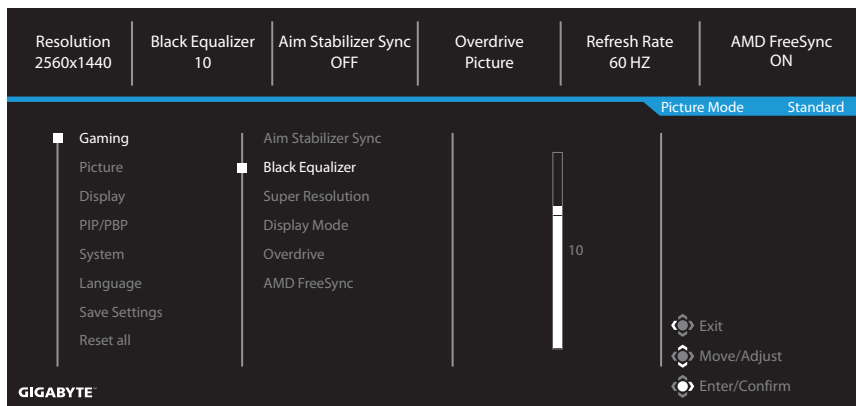 Resolution
2560x1440
Black Equalizer
10
Aim Stabilizer Sync
OFF
Overdrive
Picture
Refresh Rate
60 HZ
AMD FreeSync
ON
Picture Mode Standard
Gaming
Picture
Display
PIP/PBP
System
Language
Save Settings
Reset all
Aim Stabilizer Sync
Black Equalizer
Super Resolution
Display Mode
Overdrive
AMD FreeSync
10
Exit
Move/Adjust
Enter/Confirm
GIGABYTE™